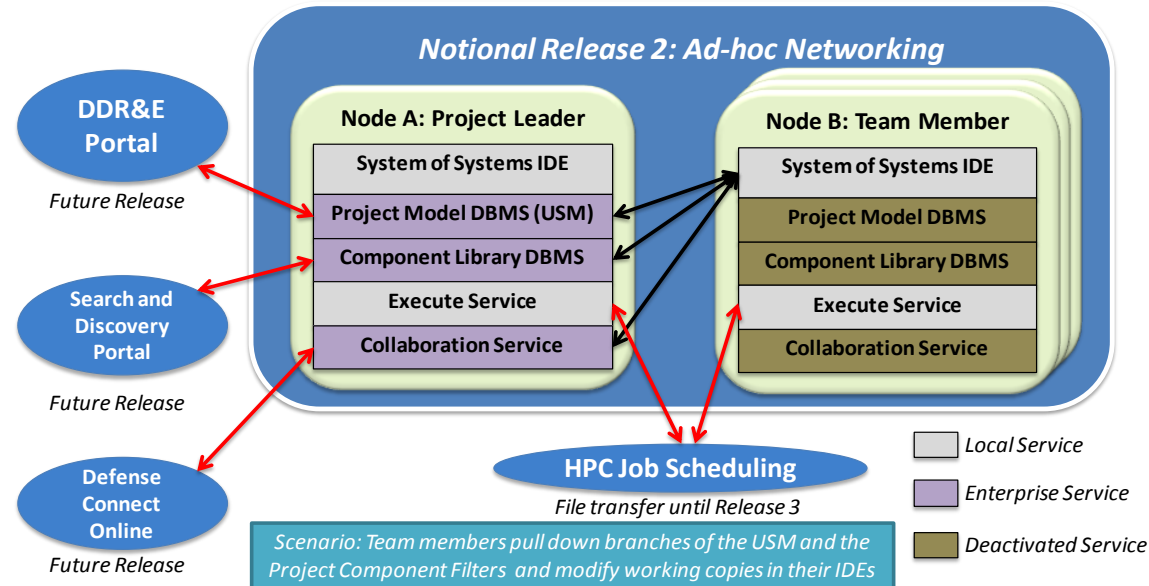 Notional Release 2: Ad-hoc Networking
DDR&E
Portal
Future Release
Search and
Discovery
Portal
Future Release
Defense
Connect
Online
Future Release
Node A: Project Leader
System of Systems IDE
Project Model DBMS (USM)
Component Library DBMS
Execute Service
Collaboration Service
Node B: Team Member
System of Systems IDE
Project Model DBMS
Component Library DBMS
Execute Service
Collaboration Service
HPC Job Scheduling
File transfer until Release 3
Local Service
Enterprise Service
Deactivated Service
Scenario: Team members pull down branches of the USM and the
Project Component Filters and modify working copies in their IDEs